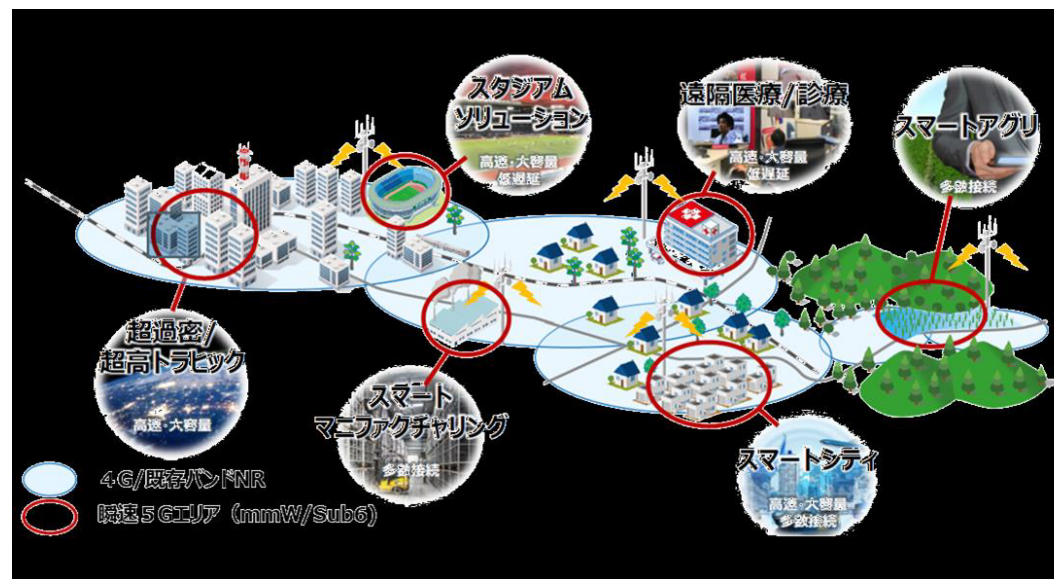 スタジアム
ソリューション
高速・大容量
低遅延
遠隔医療/診療
高速・大容量
低遅延
スマートアグリ
多数接続
超過密/
超高トラヒック
高速・大容量
スマート
マニファクチャリング
多数接続
スマートシティ
高速・大容量
多数接続
4G/既存バンドNR
瞬速5Gエリア（mmW/Sub6)